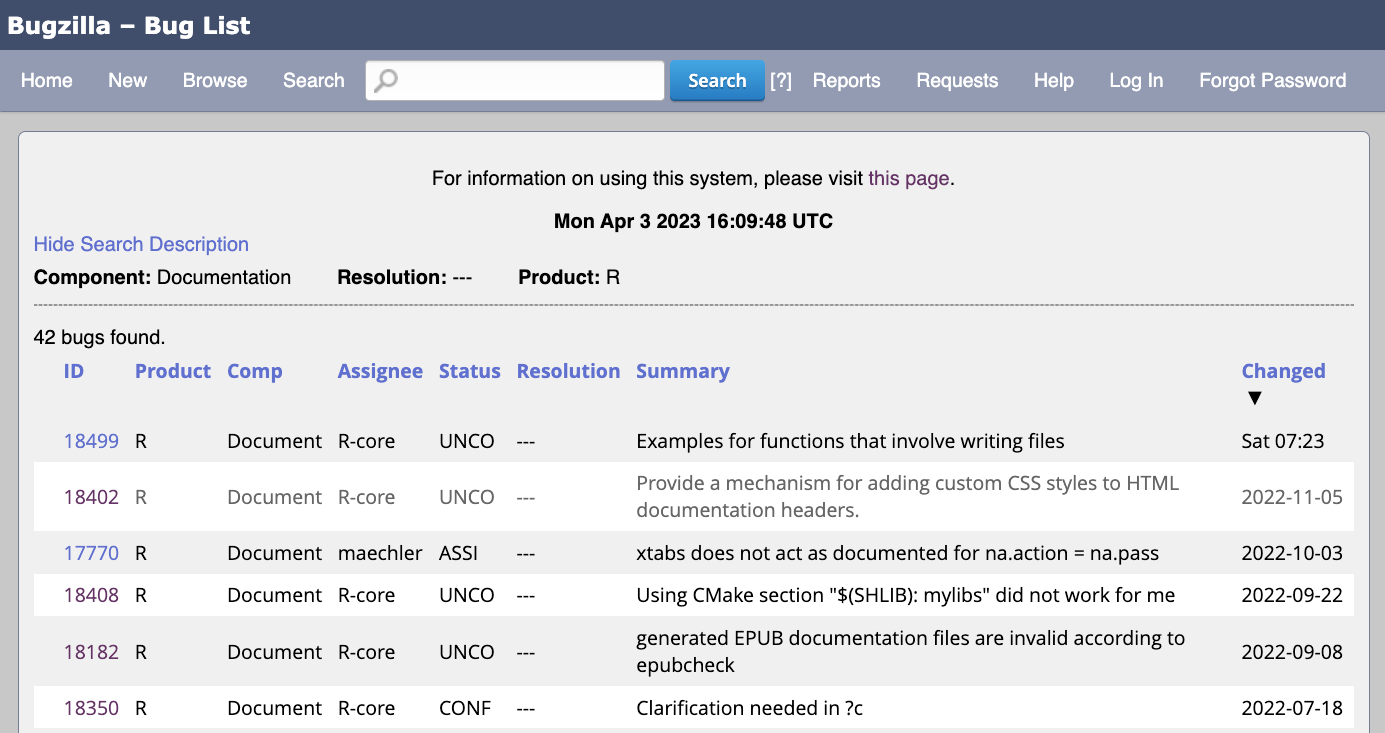 Bugzilla – Bug List
Home New Browse Search Search [?] Reports Requests Help Log In Forgot Password
For information on using this system, please visit this page.
Mon Apr 3 2023 16:09:48 UTC
Hide Search Description
Component: Documentation Resolution: --- Product: R
42 bugs found.
ID Product Comp Assignee Status Resolution Summary Changed
▼
18499 R Document R-core UNCO --- Examples for functions that involve writing files Sat 07:23
18402 R Document R-core UNCO --- Provide a mechanism for adding custom CSS styles to HTML documentation headers. 2022-11-05
17770 R Document maechler ASSI --- xtabs does not act as documented for na.action = na.pass 2022-10-03
18408 R Document R-core UNCO --- Using CMake section "$(SHLIB): mylibs" did not work for me 2022-09-22
18182 R Document R-core UNCO --- generated EPUB documentation files are invalid according to epubcheck 2022-09-08
18350 R Document R-core CONF --- Clarification needed in ?c 2022-07-18